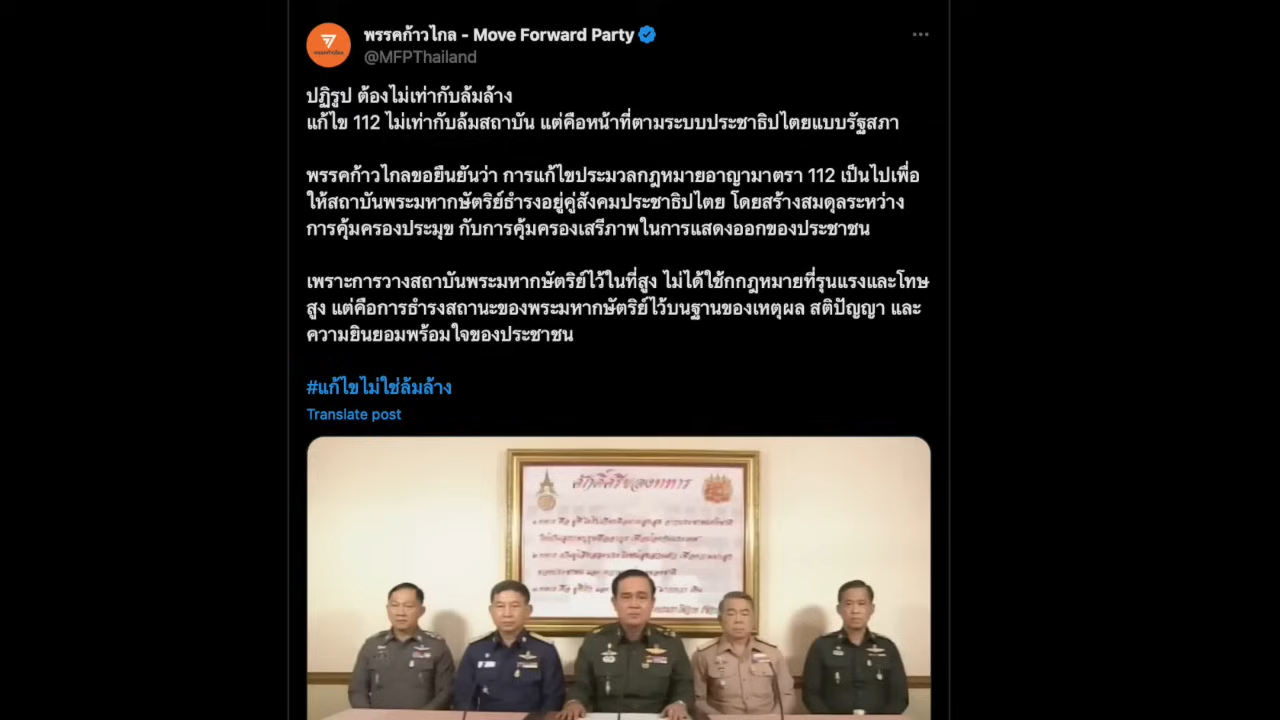 พรรคก้าวไกล - Move Forward Party
@MFPThailand
ปฏิรูป ต้องไม่เท่ากับล้มล้าง
แก้ไข 112 ไม่เท่ากับล้มสถาบัน แต่คือหน้าที่ตามระบบประชาธิปไตยแบบรัฐสภา
พรรคก้าวไกลขอยืนยันว่า การแก้ไขประมวลกฎหมายอาญามาตรา 112 เป็นไปเพื่อ
ให้สถาบันพระมหากษัตริย์ธำรงอยู่คู่สังคมประชาธิปไตย โดยสร้างสมดุลระหว่าง
การคุ้มครองประมุข กับการคุ้มครองเสรีภาพในการแสดงออกของประชาชน
เพราะการวางสถาบันพระมหากษัตริย์ไว้ในที่สูง ไม่ได้ใช้กกฎหมายที่รุนแรงและโทษ
สูง แต่คือการธำรงสถานะของพระมหากษัตริย์ไว้บนฐานของเหตุผล สติปัญญา และ
ความยินยอมพร้อมใจของประชาชน
#แก้ไขไม่ใช่ล้มล้าง
Translate post
ศักดิ์ศรีของทหาร